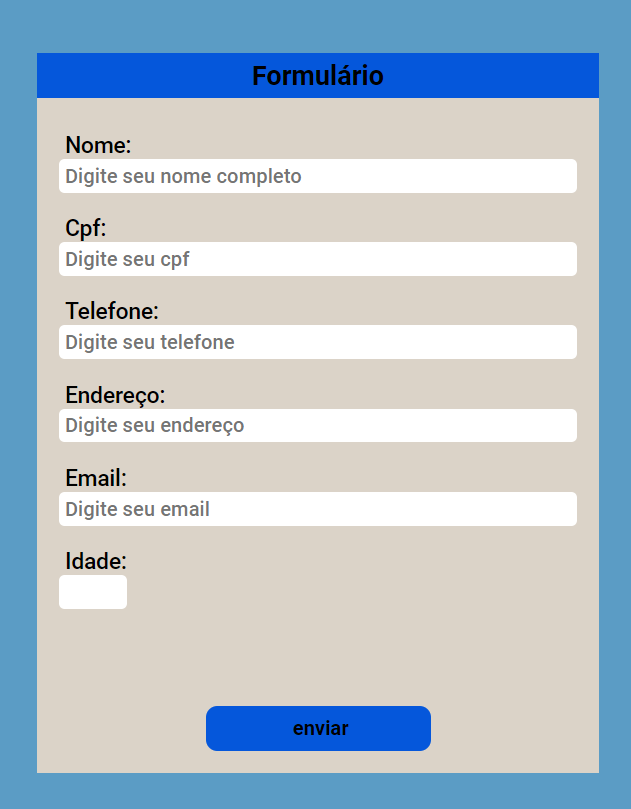 Formulário
Nome:
Digite seu nome completo
Cpf:
Digite seu cpf
Telefone:
Digite seu telefone
Endereço:
Digite seu endereço
Email:
Digite seu email
Idade:
enviar